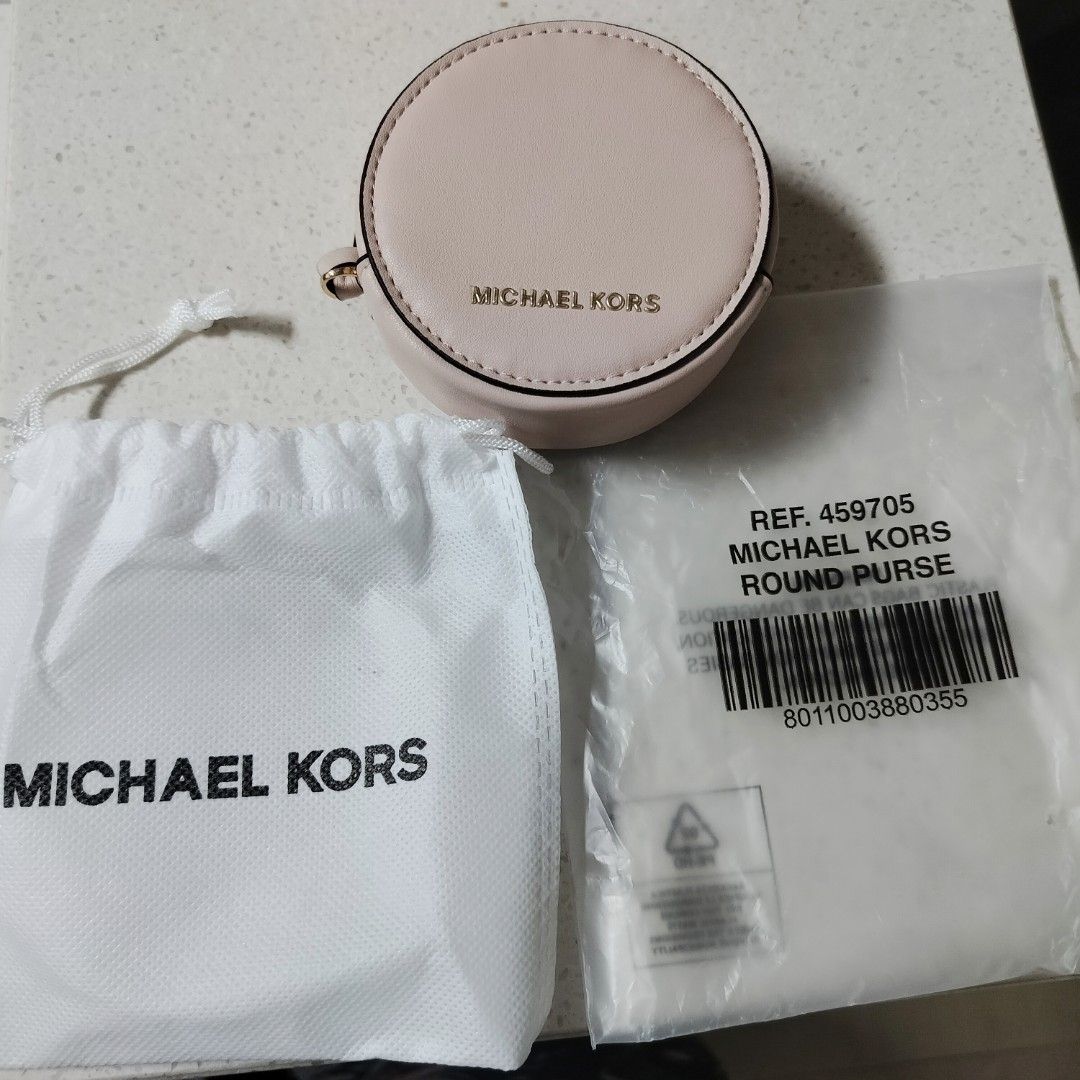 MICHAEL KORS
MICHAEL KORS
REF. 459705
MICHAEL KORS
ROUND PURSE
8011003880355